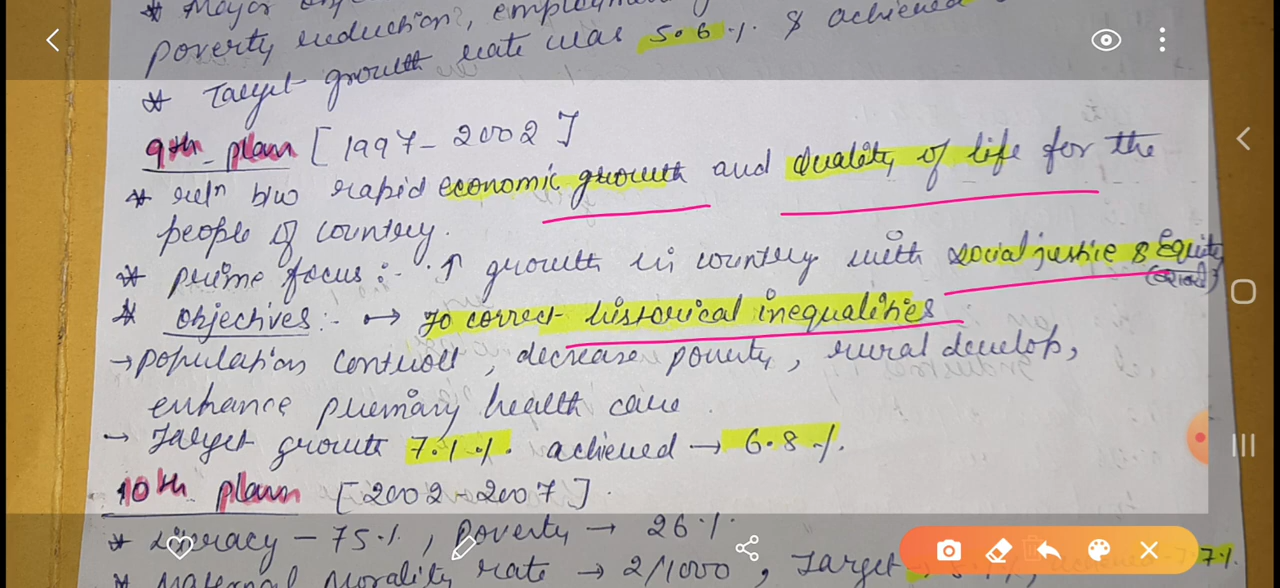 * Major
poverty reduction, employment
* Target growth rate was 5.6 % & achieved
9th plan [1997-2002]
* reln b/w rapid economic growth and Quality of life for the
people of country.
* prime focus :- ↑ growth in country with social justice & Equity
* objectives :- ↦ To correct historical inequalities
→ population controll, decrease poverty, rural develop,
enhance primary health care
→ Target growth 7.1 %. achieved → 6.8 %.
10th plan [2002-2007].
* Literacy - 75 %, poverty → 26 %.
* Maternal morality rate → 2/1000, Target